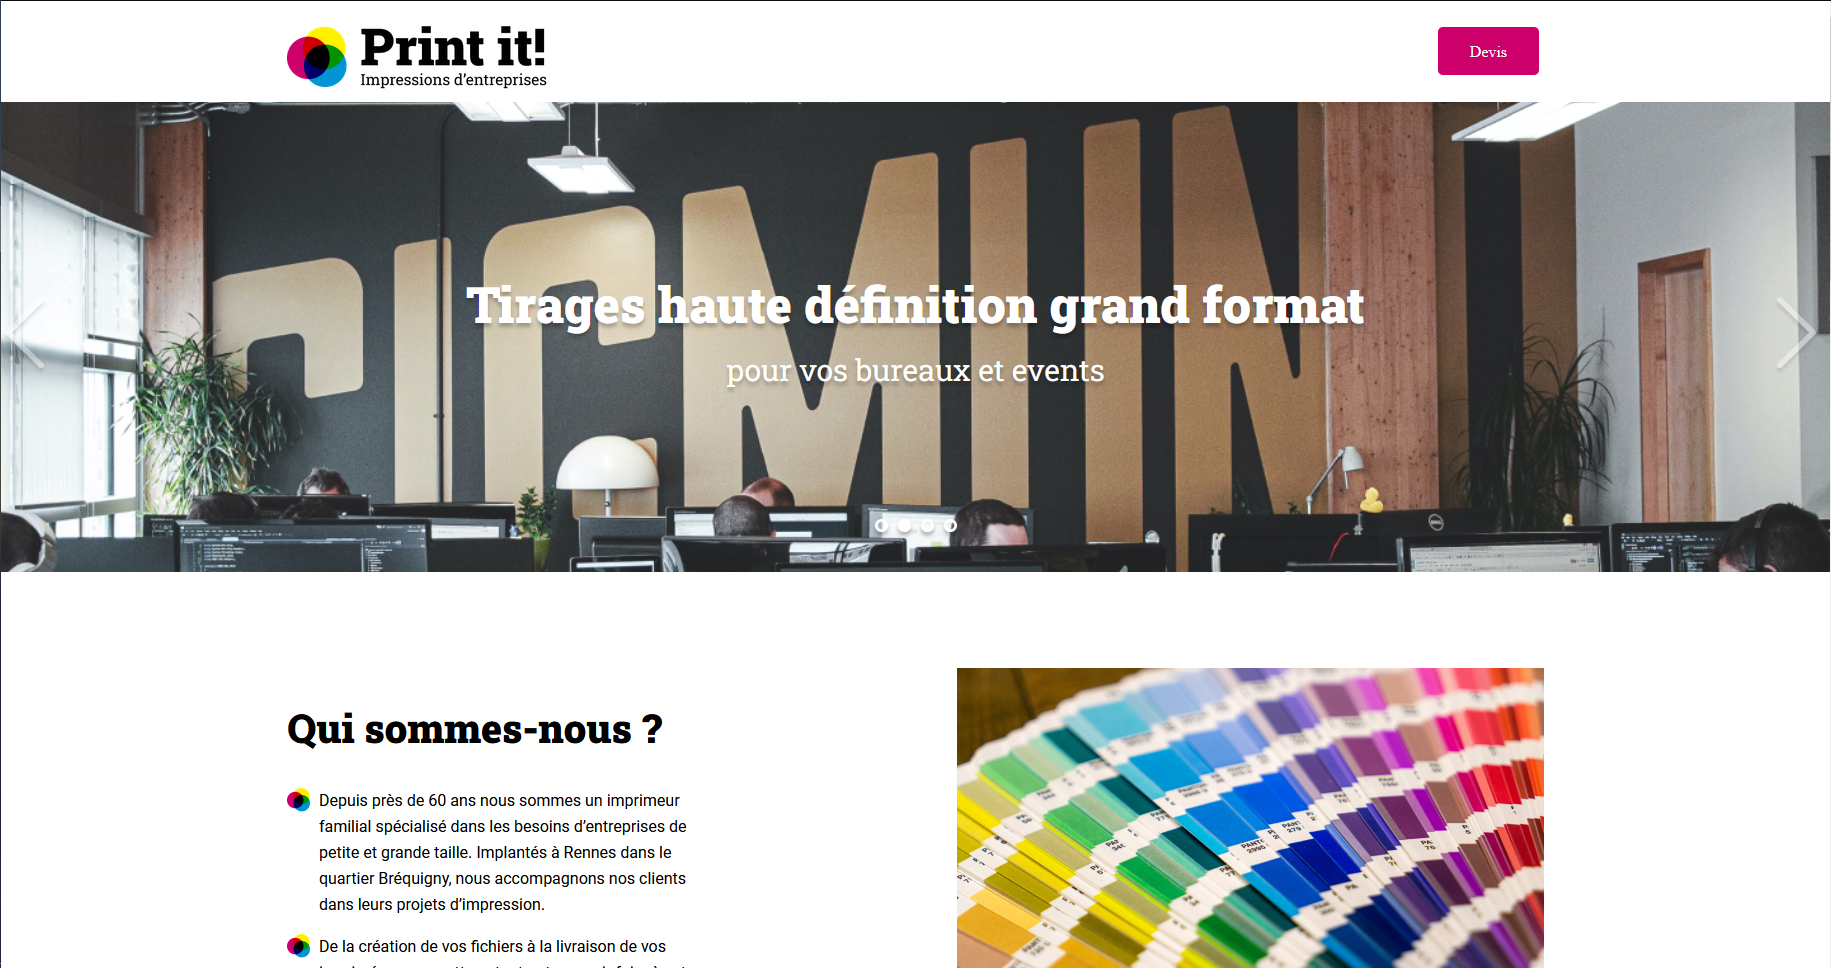 Print it!
Impressions d’entreprises
Devis
CICMUN
Tirages haute définition grand format
pour vos bureaux et events
DELL
Qui sommes-nous ?
Depuis près de 60 ans nous sommes un imprimeur
familial spécialisé dans les besoins d’entreprises de
petite et grande taille. Implantés à Rennes dans le
quartier Bréquigny, nous accompagnons nos clients
dans leurs projets d’impression.
De la création de vos fichiers à la livraison de vos